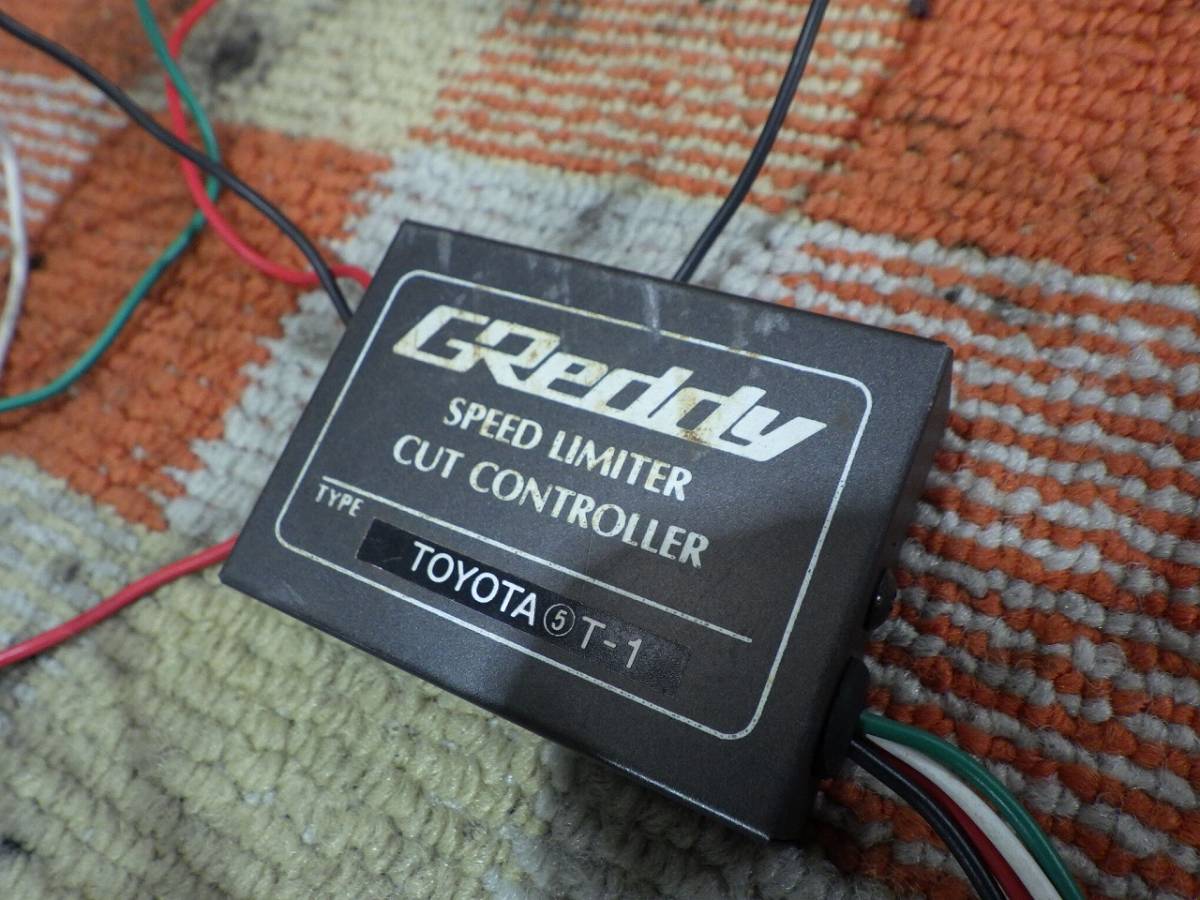 GReddy
SPEED LIMITER
CUT CONTROLLER
TYPE
TOYOTA⑤T-1